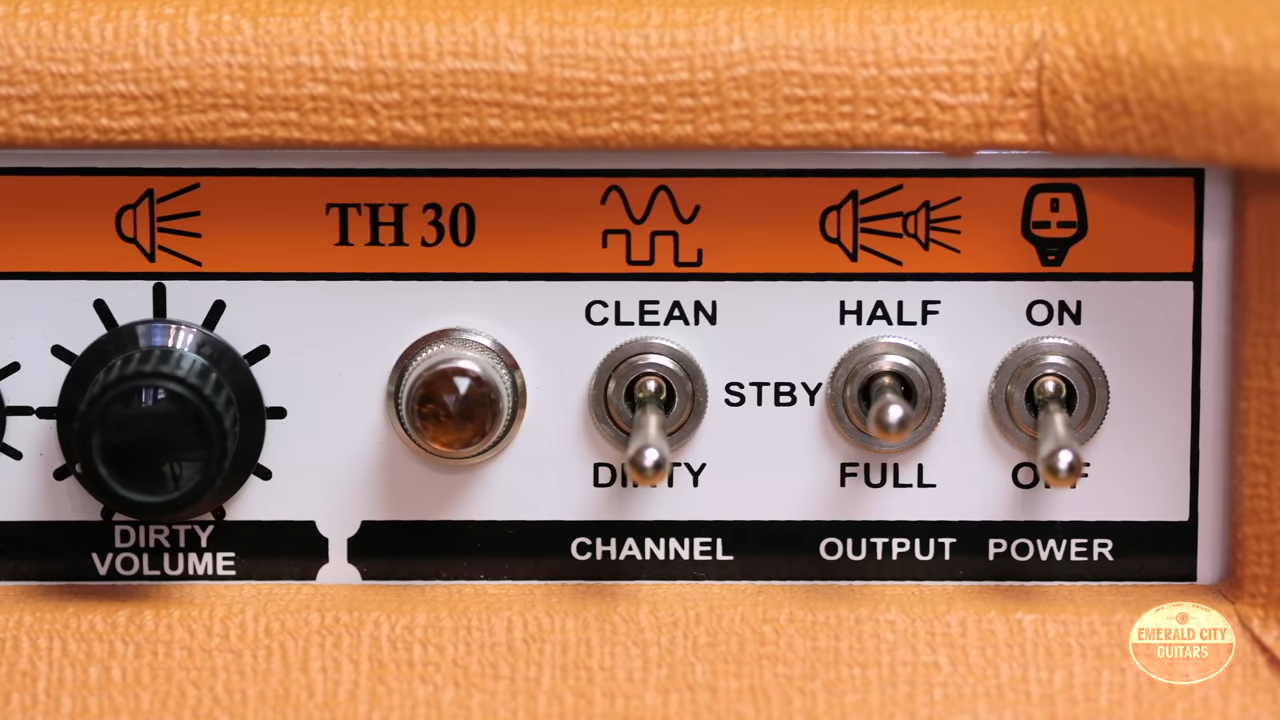 TH 30
CLEAN
HALF
ON
STBY
DIRTY
FULL
OFF
DIRTY
VOLUME
CHANNEL
OUTPUT
POWER
EMERALD CITY
GUITARS